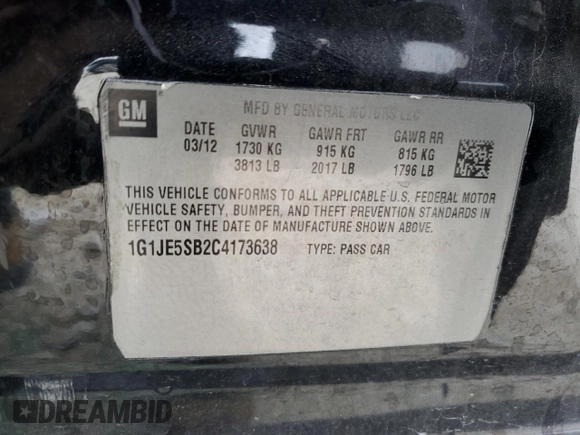 GM
MFD BY GENERAL MOTORS LLC
DATE GVWR GAWR FRT GAWR RR
03/12 1730 KG 915 KG 815 KG
3813 LB 2017 LB 1796 LB
THIS VEHICLE CONFORMS TO ALL APPLICABLE U.S. FEDERAL MOTOR
VEHICLE SAFETY, BUMPER, AND THEFT PREVENTION STANDARDS IN
EFFECT ON THE DATE OF MANUFACTURE SHOWN ABOVE.
1G1JE5SB2C4173638 TYPE: PASS CAR
DREAMBID